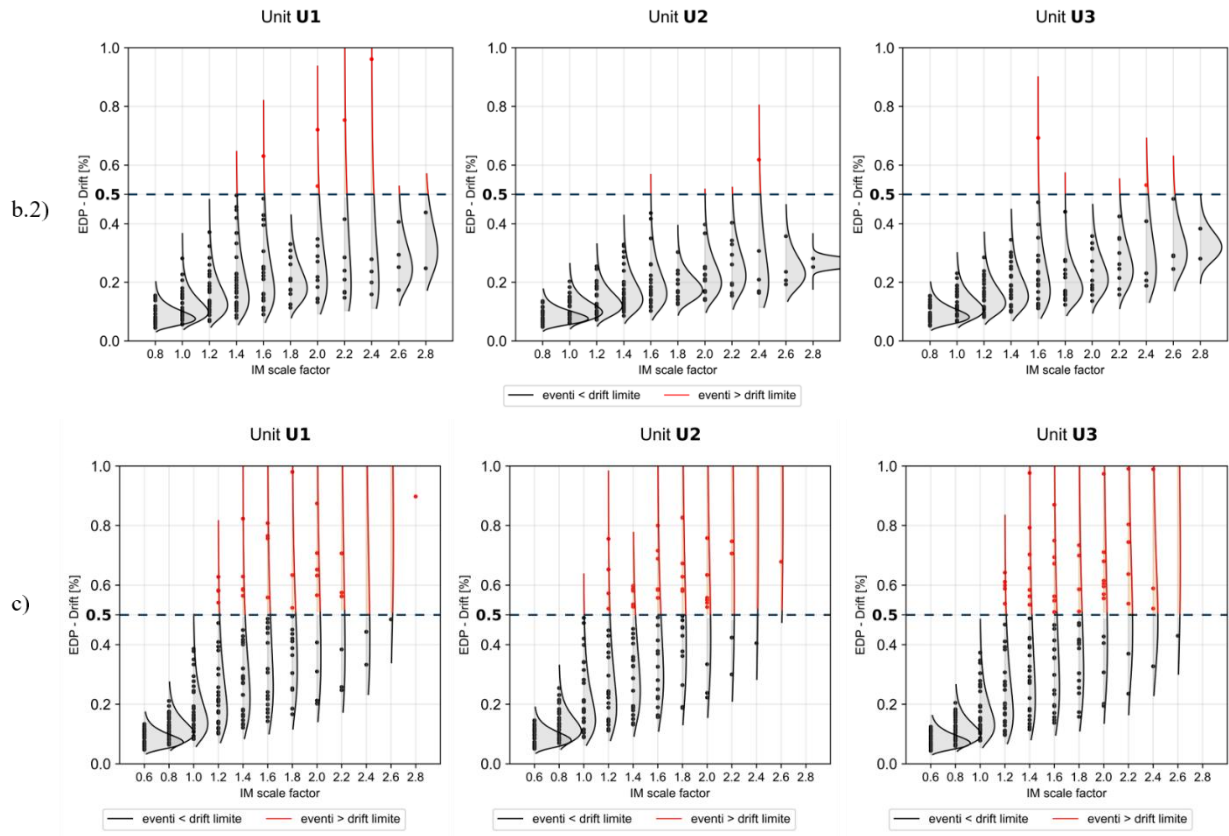 Unit U1
Unit U2
Unit U3
b.2)
EDP - Drift [%]
1.0
0.8
0.6
0.5
0.4
0.2
0.0
0.8 1.0 1.2 1.4 1.6 1.8 2.0 2.2 2.4 2.6 2.8
IM scale factor
EDP - Drift [%]
1.0
0.8
0.6
0.5
0.4
0.2
0.0
0.8 1.0 1.2 1.4 1.6 1.8 2.0 2.2 2.4 2.6 2.8
IM scale factor
EDP - Drift [%]
1.0
0.8
0.6
0.5
0.4
0.2
0.0
0.8 1.0 1.2 1.4 1.6 1.8 2.0 2.2 2.4 2.6 2.8
IM scale factor
eventi < drift limite eventi > drift limite
Unit U1
Unit U2
Unit U3
c)
EDP - Drift [%]
1.0
0.8
0.6
0.5
0.4
0.2
0.0
0.6 0.8 1.0 1.2 1.4 1.6 1.8 2.0 2.2 2.4 2.6 2.8
IM scale factor
eventi < drift limite eventi > drift limite
EDP - Drift [%]
1.0
0.8
0.6
0.5
0.4
0.2
0.0
0.6 0.8 1.0 1.2 1.4 1.6 1.8 2.0 2.2 2.4 2.6 2.8
IM scale factor
eventi < drift limite eventi > drift limite
EDP - Drift [%]
1.0
0.8
0.6
0.5
0.4
0.2
0.0
0.6 0.8 1.0 1.2 1.4 1.6 1.8 2.0 2.2 2.4 2.6 2.8
IM scale factor
eventi < drift limite eventi > drift limite